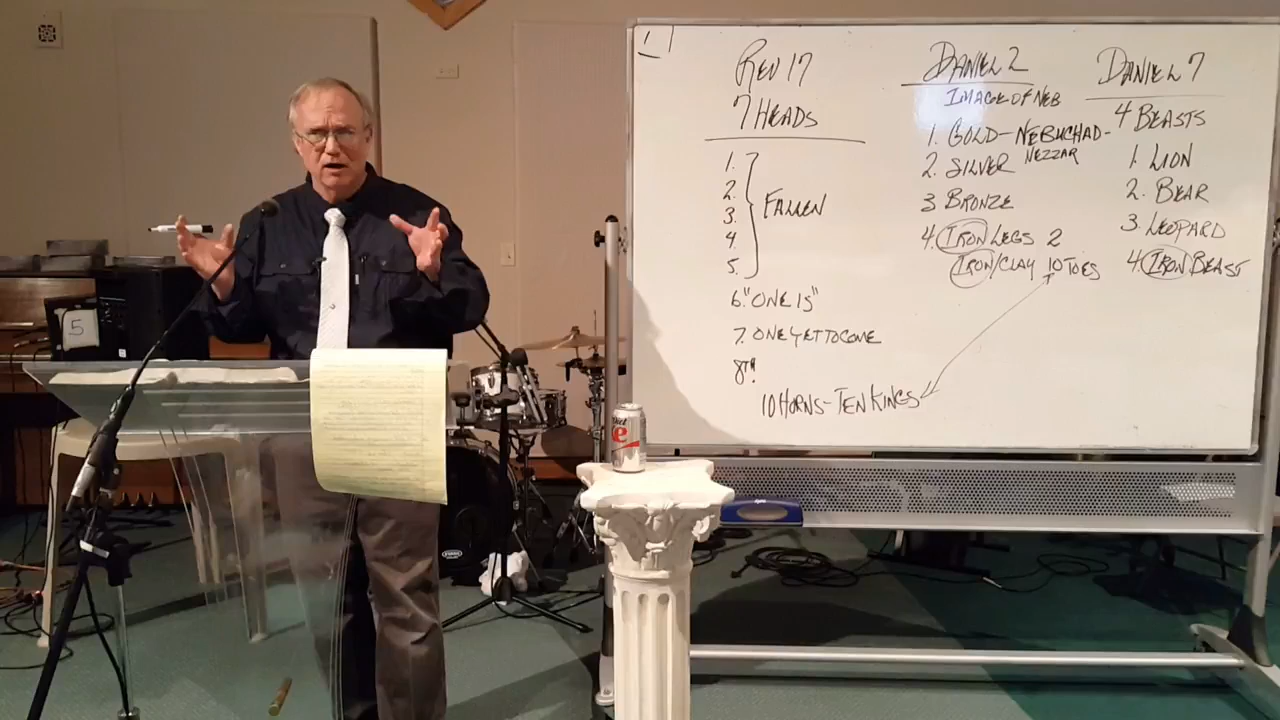 REV 17
7 HEADS
1.
2.
3.
4.
5.
FALLEN
6. "ONE IS"
7. ONE YET TO COME
8TH
10 HORNS - TEN KINGS
DANIEL 2
IMAGE OF NEB
1. GOLD - NEBUCHAD-
NEZZAR
2. SILVER
3 BRONZE
4. IRON LEGS 2
IRON/CLAY 10 TOES
DANIEL 7
4 BEASTS
1. LION
2. BEAR
3. LEOPARD
4. IRON BEAST
5